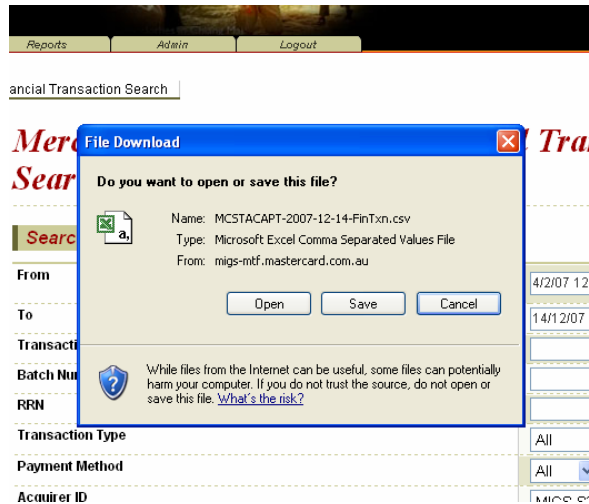 Reports Admin Logout
ancial Transaction Search
Merc
Tra
Sear
File Download
Do you want to open or save this file?
a,
Name: MCSTACAPT-2007-12-14-FinTxn.csv
Type: Microsoft Excel Comma Separated Values File
From: migs-mtf.mastercard.com.au
Open Save Cancel
While files from the Internet can be useful, some files can potentially
harm your computer. If you do not trust the source, do not open or
save this file. What's the risk?
Searc
From 4/2/07 12
To 14/12/07
Transacti
Batch Nu
RRN
Transaction Type All
Payment Method All
Acquirer ID